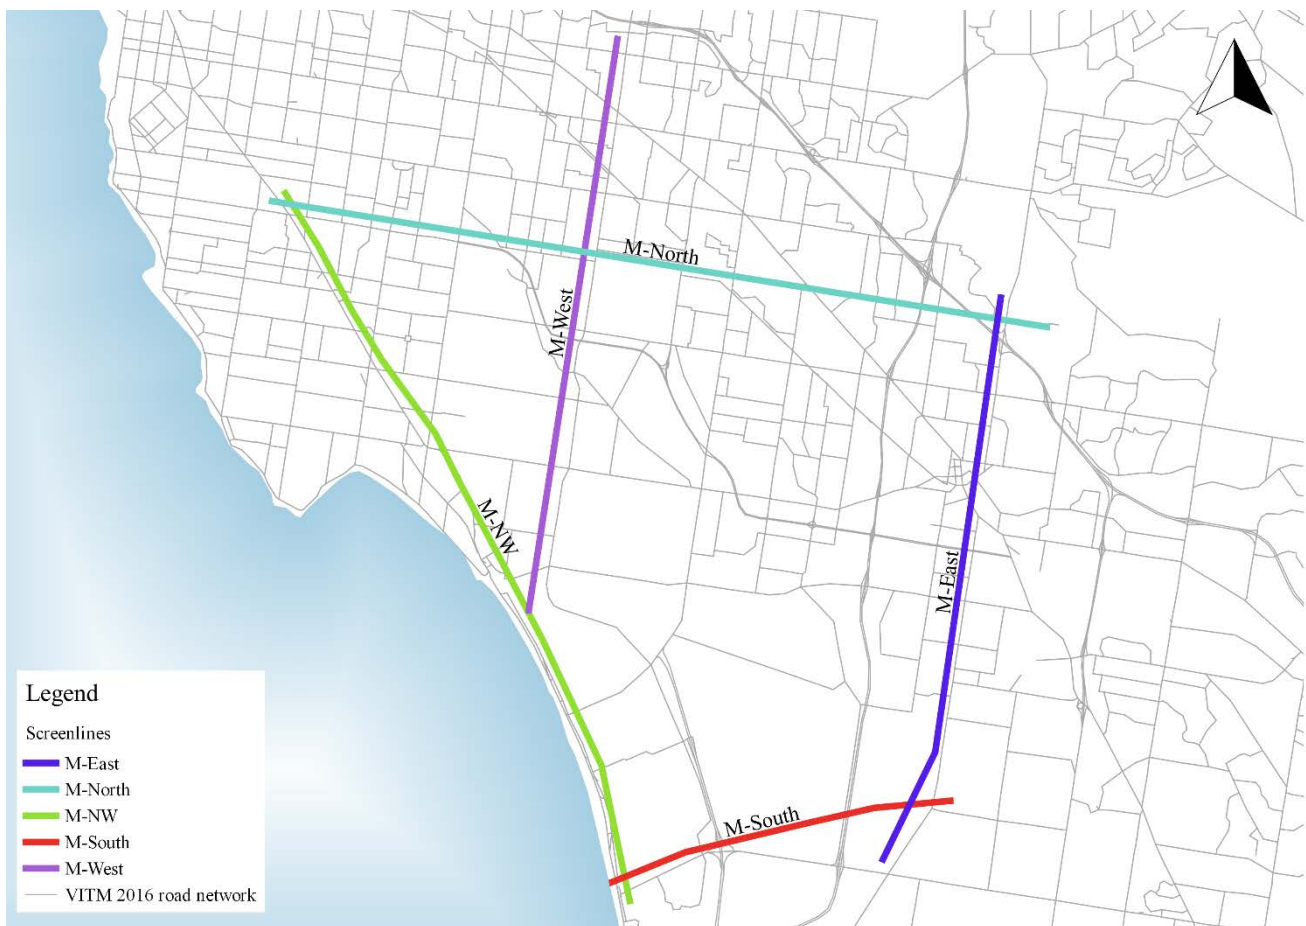 M-North
M-West
M-NW
M-East
M-South
Legend
Screenlines
M-East
M-North
M-NW
M-South
M-West
VITM 2016 road network